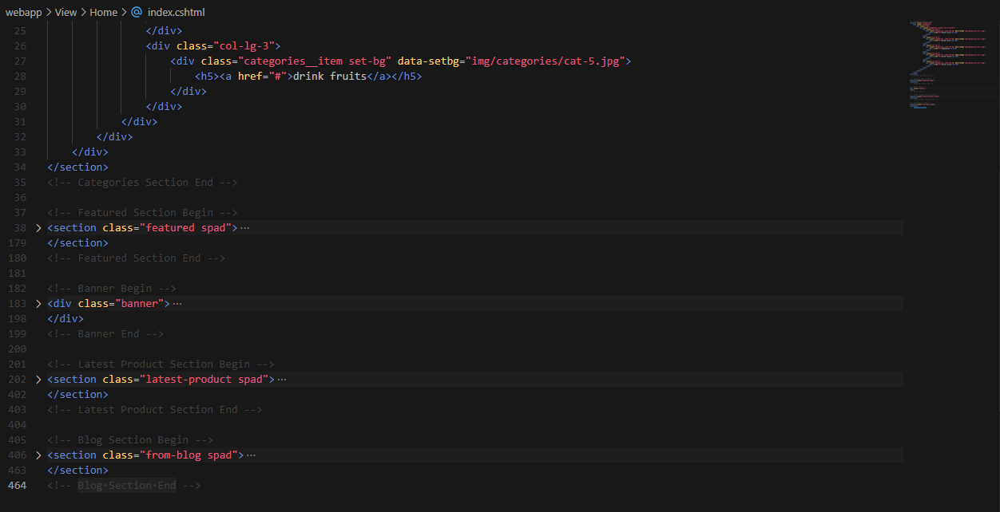 webapp > View > Home > @ index.cshtml
25 </div>
26 <div class="col-lg-3">
27 <div class="categories__item set-bg" data-setbg="img/categories/cat-5.jpg">
28 <h5><a href="#">drink fruits</a></h5>
29 </div>
30 </div>
31 </div>
32 </div>
33 </div>
34 </section>
35 <!-- Categories Section End -->
36
37 <!-- Featured Section Begin -->
38 > <section class="featured spad">···
179 </section>
180 <!-- Featured Section End -->
181
182 <!-- Banner Begin -->
183 > <div class="banner">···
198 </div>
199 <!-- Banner End -->
200
201 <!-- Latest Product Section Begin -->
202 > <section class="latest-product spad">···
402 </section>
403 <!-- Latest Product Section End -->
404
405 <!-- Blog Section Begin -->
406 > <section class="from-blog spad">···
463 </section>
464 <!-- Blog·Section·End -->